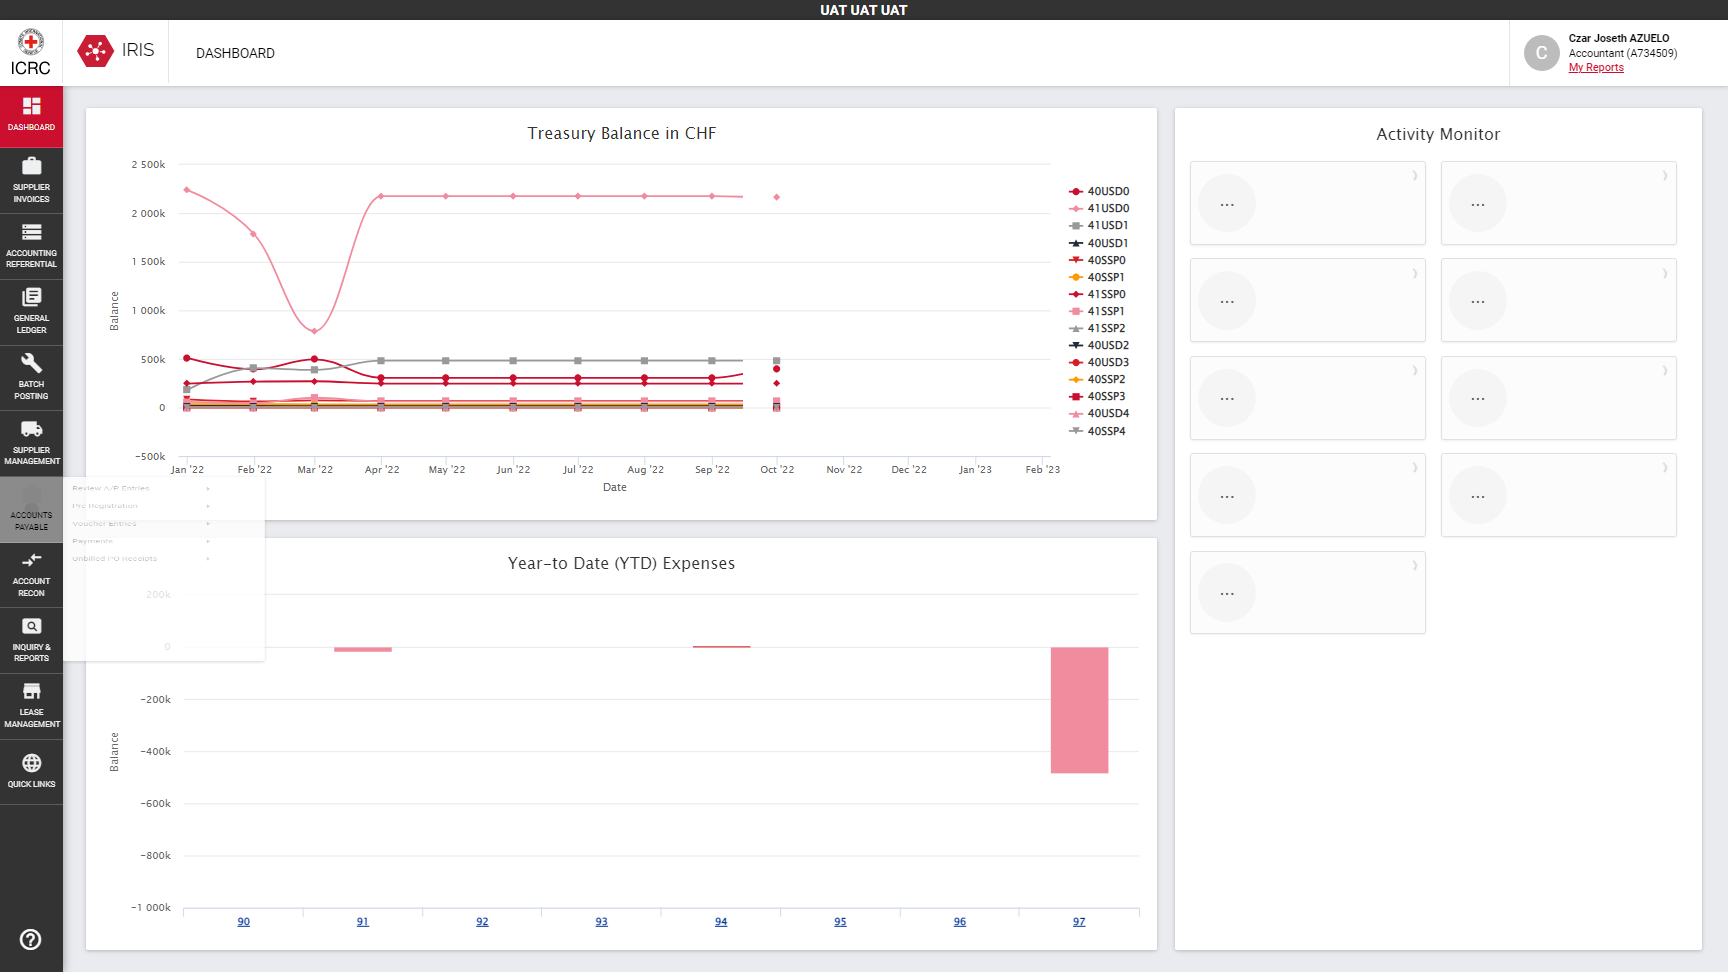 UAT UAT UAT
ICRC
IRIS
DASHBOARD
C
Czar Joseth AZUELO
Accountant (A734509)
My Reports
DASHBOARD
SUPPLIER
INVOICES
ACCOUNTING
REFERENTIAL
GENERAL
LEDGER
BATCH
POSTING
SUPPLIER
MANAGEMENT
ACCOUNTS
PAYABLE
ACCOUNT
RECON
INQUIRY &
REPORTS
LEASE
MANAGEMENT
QUICK LINKS
Review A/P Entries
Pre Registration
Voucher Entries
Payments
Unbilled PO Receipts
Treasury Balance in CHF
Balance
2 500k
2 000k
1 500k
1 000k
500k
0
−500k
Jan '22 Feb '22 Mar '22 Apr '22 May '22 Jun '22 Jul '22 Aug '22 Sep '22 Oct '22 Nov '22 Dec '22 Jan '23 Feb '23
Date
40USD0
41USD0
41USD1
40USD1
40SSP0
40SSP1
41SSP0
41SSP1
41SSP2
40USD2
40USD3
40SSP2
40SSP3
40USD4
40SSP4
Year-to Date (YTD) Expenses
Balance
200k
0
−200k
−400k
−600k
−800k
−1 000k
90 91 92 93 94 95 96 97
Activity Monitor
... ...
... ...
... ...
... ...
...